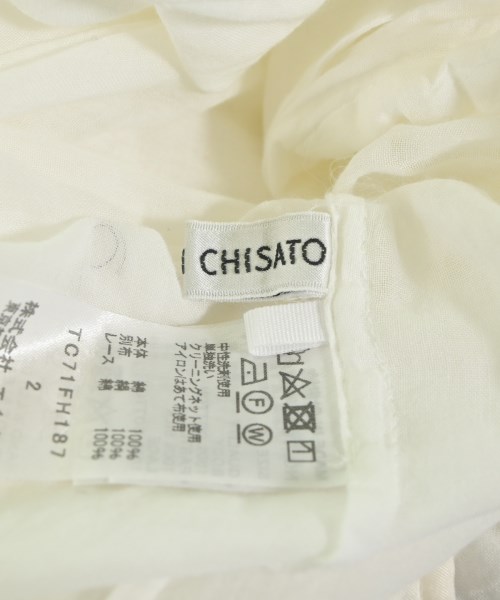 CHISATO
中性洗剤使用
単独洗い
クリーニングネット使用
アイロンはあて布使用
本体 綿 100%
別布 綿 100%
レース 綿 100%
TC71FH187
2
株式会社